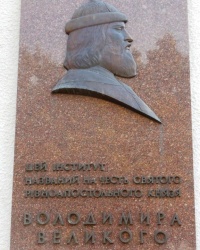 ЦЕЙ ІНСТИТУТ
НАЗВАНИЙ НА ЧЕСТЬ СВЯТОГО
РІВНОАПОСТОЛЬНОГО КНЯЗЯ
ВОЛОДИМИРА
ВЕЛИКОГО